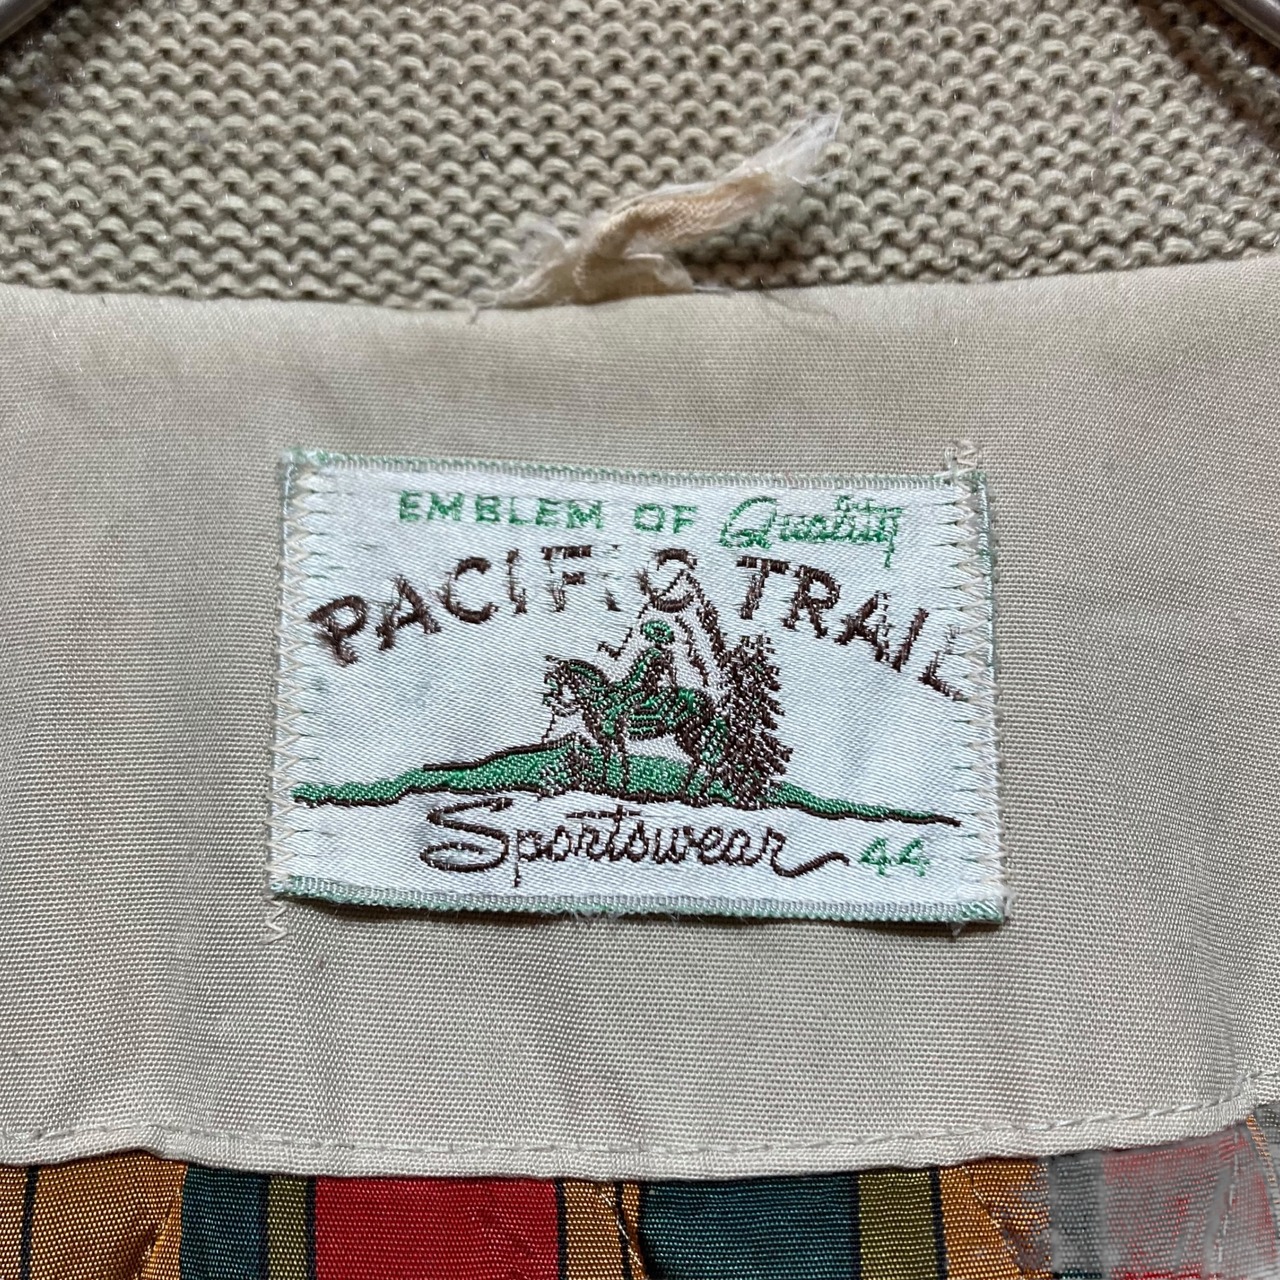 EMBLEM OF Quality
PACIFIC TRAIL
Sportswear 44